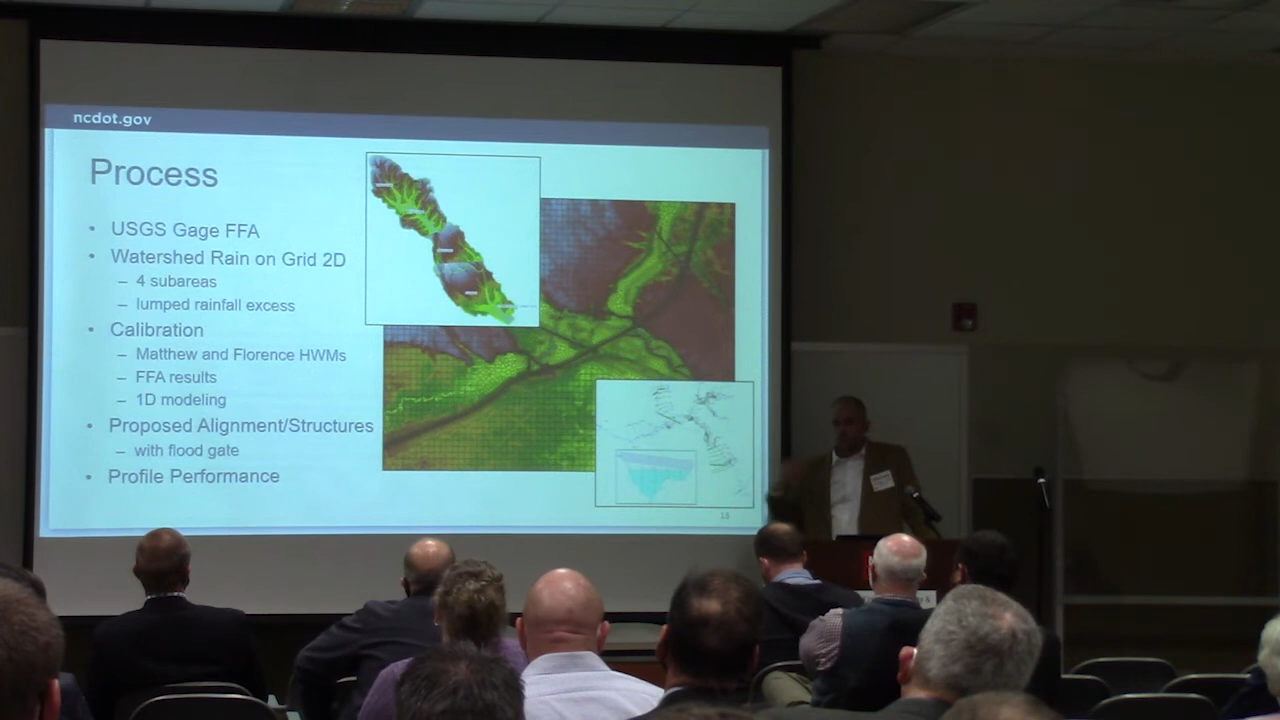 ncdot.gov
Process
• USGS Gage FFA
• Watershed Rain on Grid 2D
– 4 subareas
– lumped rainfall excess
• Calibration
– Matthew and Florence HWMs
– FFA results
– 1D modeling
• Proposed Alignment/Structures
– with flood gate
• Profile Performance
13